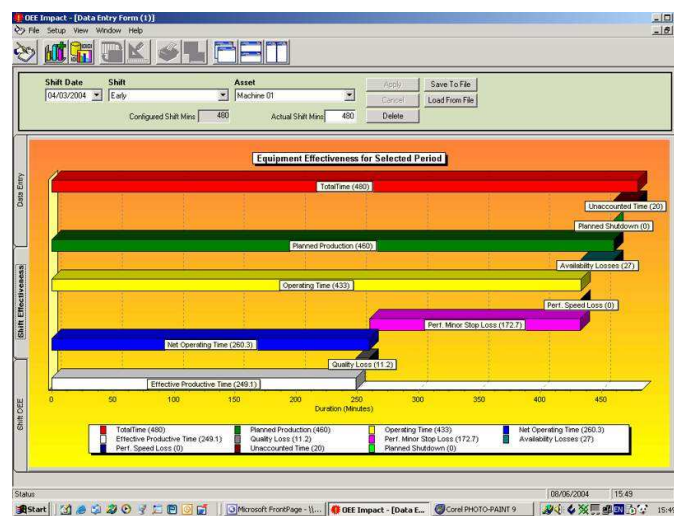 OEE Impact - [Data Entry Form (1)]
File Setup View Window Help
Shift Date Shift Asset
04/03/2004 Early Machine 01
Apply Save To File
Cancel Load From File
Configured Shift Mins 480 Actual Shift Mins 480 Delete
Data Entry
Shift Effectiveness
Shift OEE
Equipment Effectiveness for Selected Period
TotalTime (480)
Unaccounted Time (20)
Planned Shutdown (0)
Planned Production (460)
Availability Losses (27)
Operating Time (433)
Perf. Speed Loss (0)
Perf. Minor Stop Loss (172.7)
Net Operating Time (260.3)
Quality Loss (11.2)
Effective Productive Time (249.1)
0 50 100 150 200 250 300 350 400 450
Duration (Minutes)
TotalTime (480) Planned Production (460) Operating Time (433) Net Operating Time (260.3)
Effective Productive Time (249.1) Quality Loss (11.2) Perf. Minor Stop Loss (172.7) Availability Losses (27)
Perf. Speed Loss (0) Unaccounted Time (20) Planned Shutdown (0)
Status 08/06/2004 15:49
Start Microsoft FrontPage - \\... OEE Impact - [Data E... Corel PHOTO-PAINT 9 EN 15:49